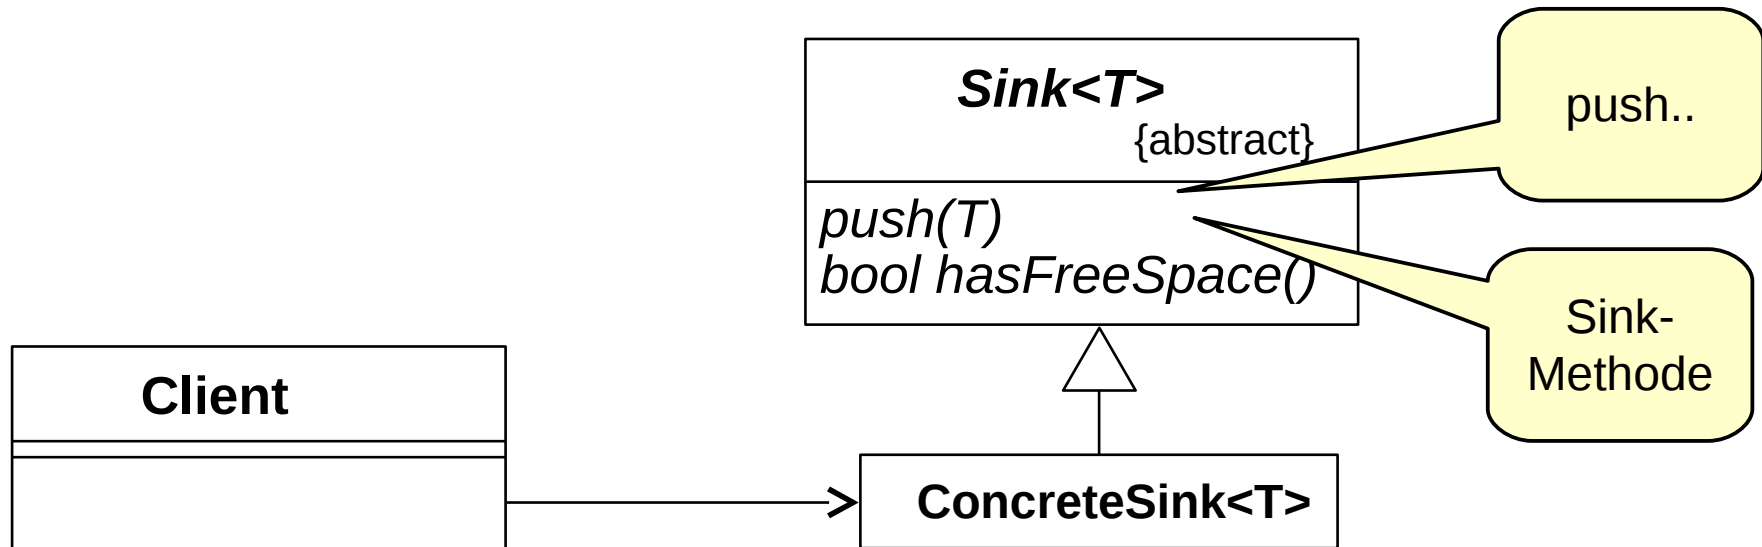 Sink<T>
{abstract}
push(T)
bool hasFreeSpace()
push..
Sink-
Methode
Client
ConcreteSink<T>